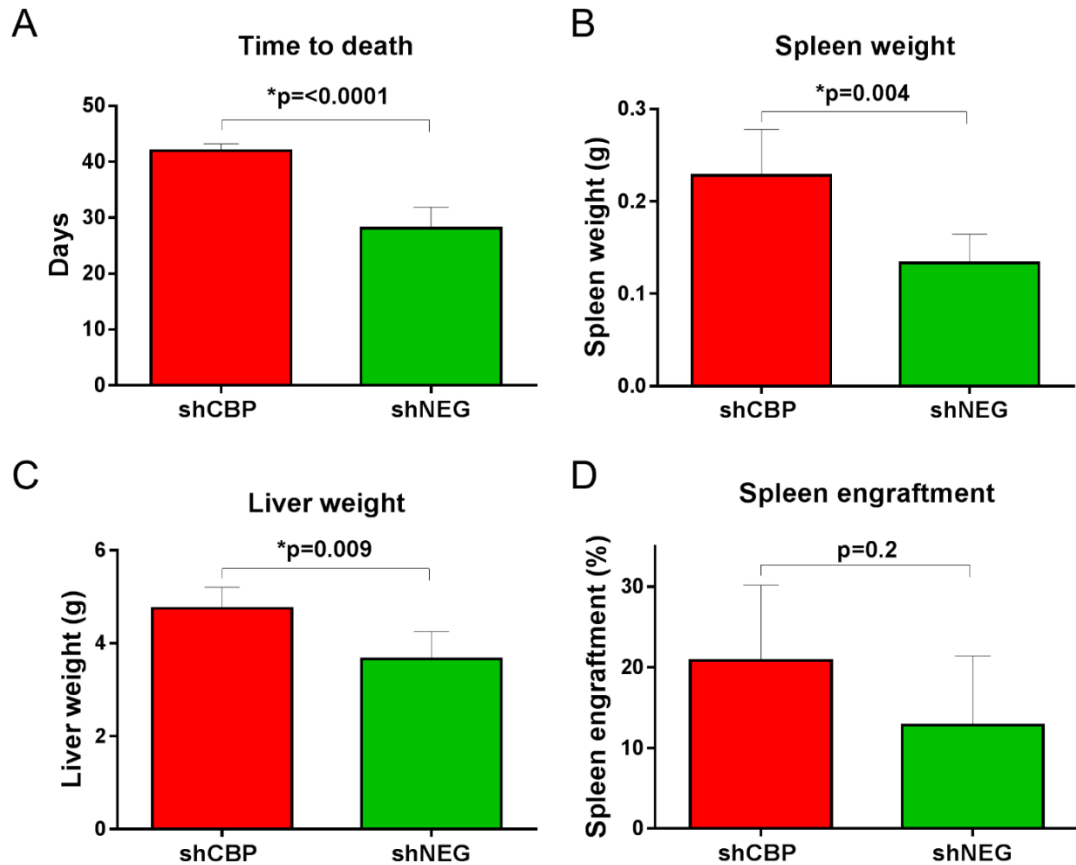 A
Time to death
*p=<0.0001
50
40
30
20
10
0
Days
shCBP
shNEG
B
Spleen weight
*p=0.004
0.3
0.2
0.1
0.0
Spleen weight (g)
shCBP
shNEG
C
Liver weight
*p=0.009
6
4
2
0
Liver weight (g)
shCBP
shNEG
D
Spleen engraftment
p=0.2
30
20
10
0
Spleen engraftment (%)
shCBP
shNEG